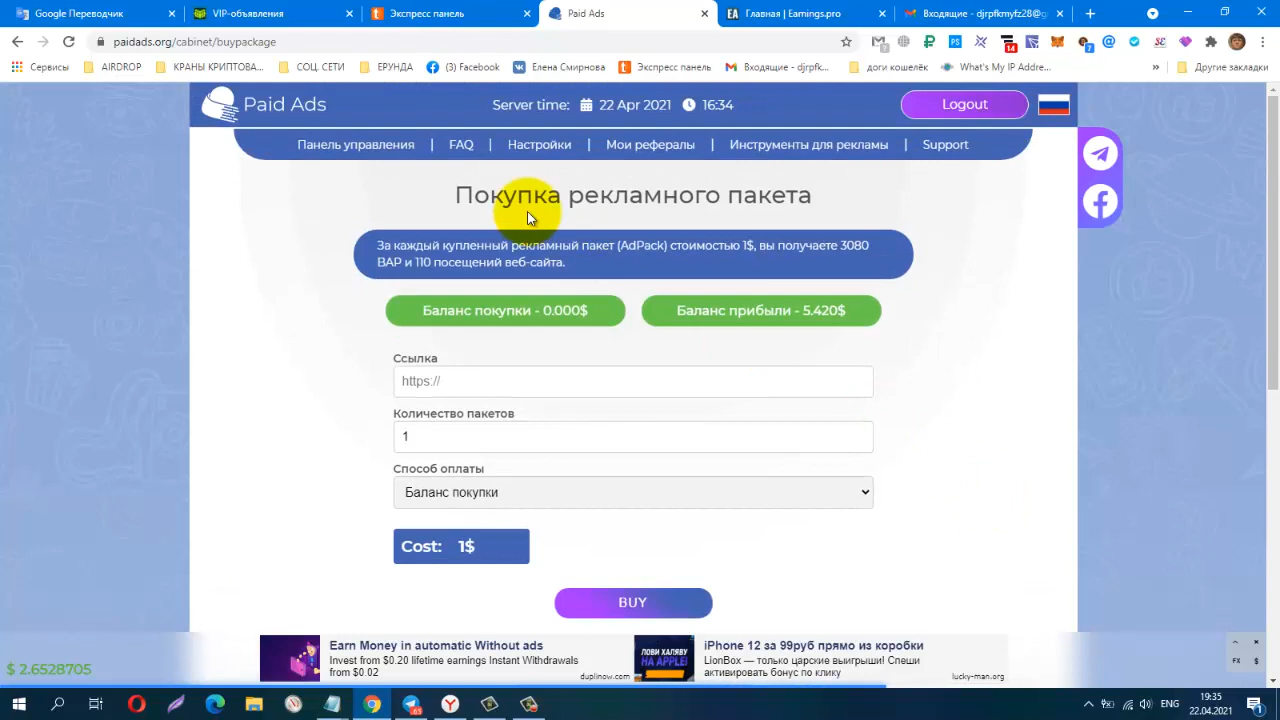 Google Переводчик
VIP-объявления
Экспресс панель
Paid Ads
Главная | Earnings.pro
Входящие - djrpfkmyfz28@g
paidads.org/cabinet/buypackage
Сервисы
AIRDROP
КРАНЫ КРИПТОВА...
СОЦ. СЕТИ
ЕРУНДА
(3) Facebook
Елена Смирнова
Экспресс панель
Входящие - djrpfk...
доги кошелёк
What's My IP Addre...
»
Другие закладки
Paid Ads
Server time: 22 Apr 2021 16:34
Logout
Панель управления | FAQ | Настройки | Мои рефералы | Инструменты для рекламы | Support
Покупка рекламного пакета
За каждый купленный рекламный пакет (AdPack) стоимостью 1$, вы получаете 3080
BAP и 110 посещений веб-сайта.
Баланс покупки - 0.000$
Баланс прибыли - 5.420$
Ссылка
https://
Количество пакетов
1
Способ оплаты
Баланс покупки
Cost: 1$
BUY
Earn Money in automatic Without ads
Invest from $0.20 lifetime earnings Instant Withdrawals
from $0.02
duplinow.com
ЛОВИ ХАЛЯВУ
НА APPLE!
iPhone 12 за 99руб прямо из коробки
LionBox — только царские выигрыши! Спеши
активировать бонус по клику
lucky-man.org
FX
$
$ 2.6528705
ENG
19:35
22.04.2021